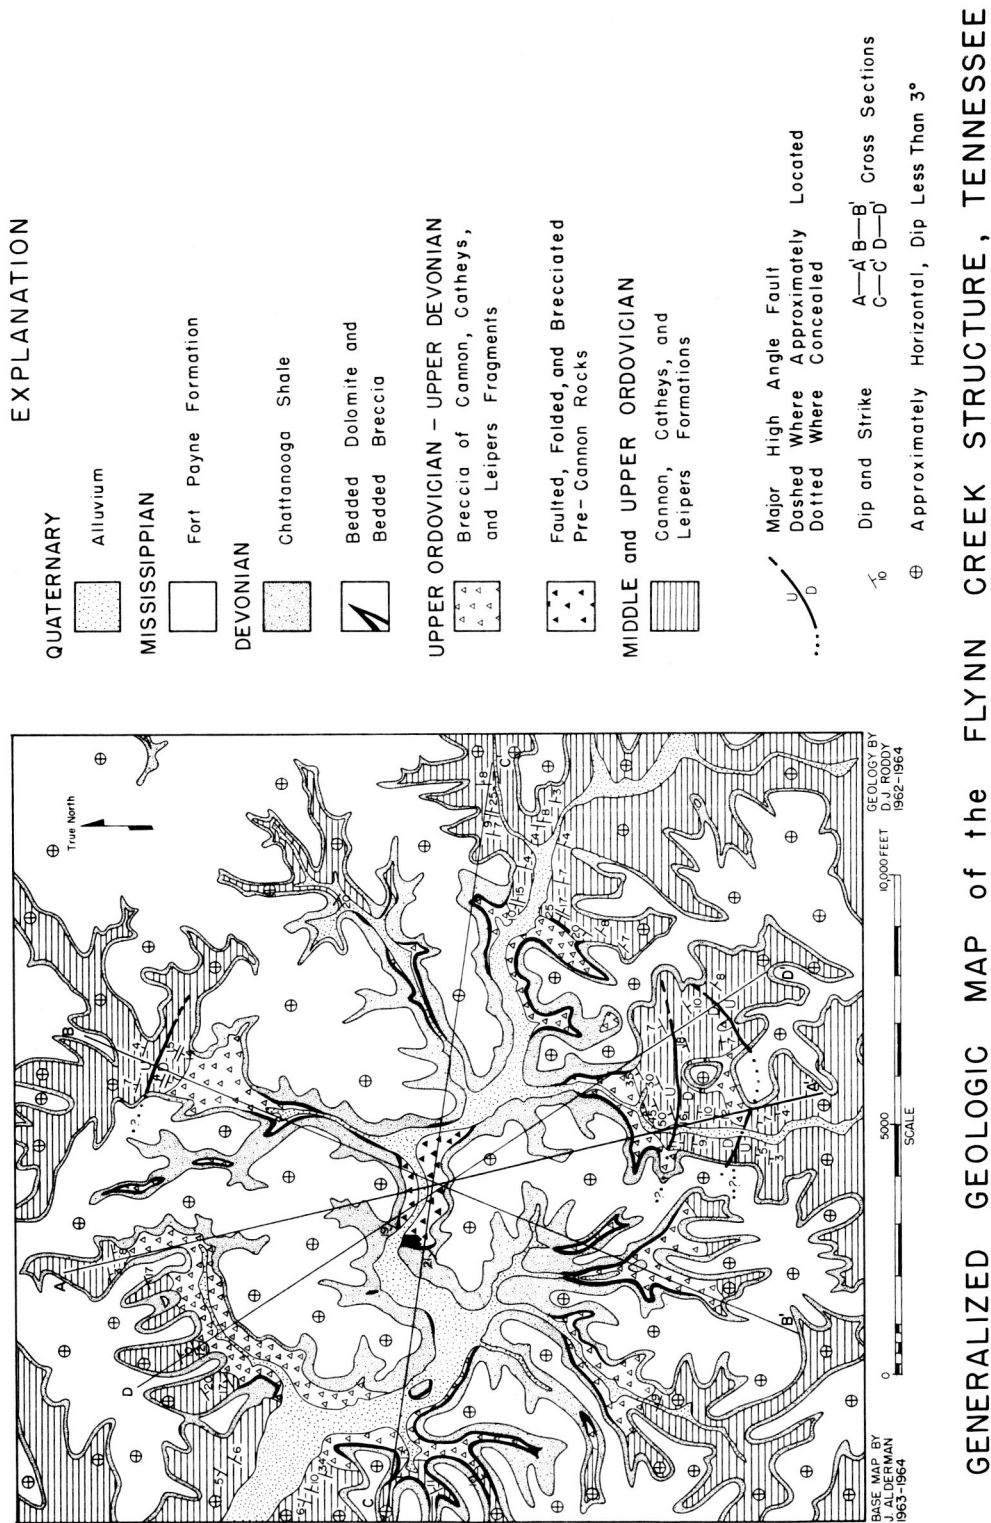 EXPLANATION
QUATERNARY
Alluvium
MISSISSIPPIAN
Fort Payne Formation
DEVONIAN
Chattanooga Shale
Bedded Dolomite and
Bedded Breccia
UPPER ORDOVICIAN - UPPER DEVONIAN
Breccia of Cannon, Catheys,
and Leipers Fragments
Faulted, Folded, and Brecciated
Pre-Cannon Rocks
MIDDLE and UPPER ORDOVICIAN
Cannon, Catheys, and
Leipers Formations
U
D
Major High Angle Fault
Dashed Where Approximately Located
Dotted Where Concealed
10
Dip and Strike
A—A' B—B'
C—C' D—D'
Cross Sections
⊕ Approximately Horizontal, Dip Less Than 3°
True North
A
B
C
D
A'
B'
C'
D'
BASE MAP BY
J. ALDERMAN
1963-1964
0
5000
10,000 FEET
SCALE
GEOLOGY BY
D.J. RODDY
1962-1964
GENERALIZED GEOLOGIC MAP of the FLYNN CREEK STRUCTURE, TENNESSEE